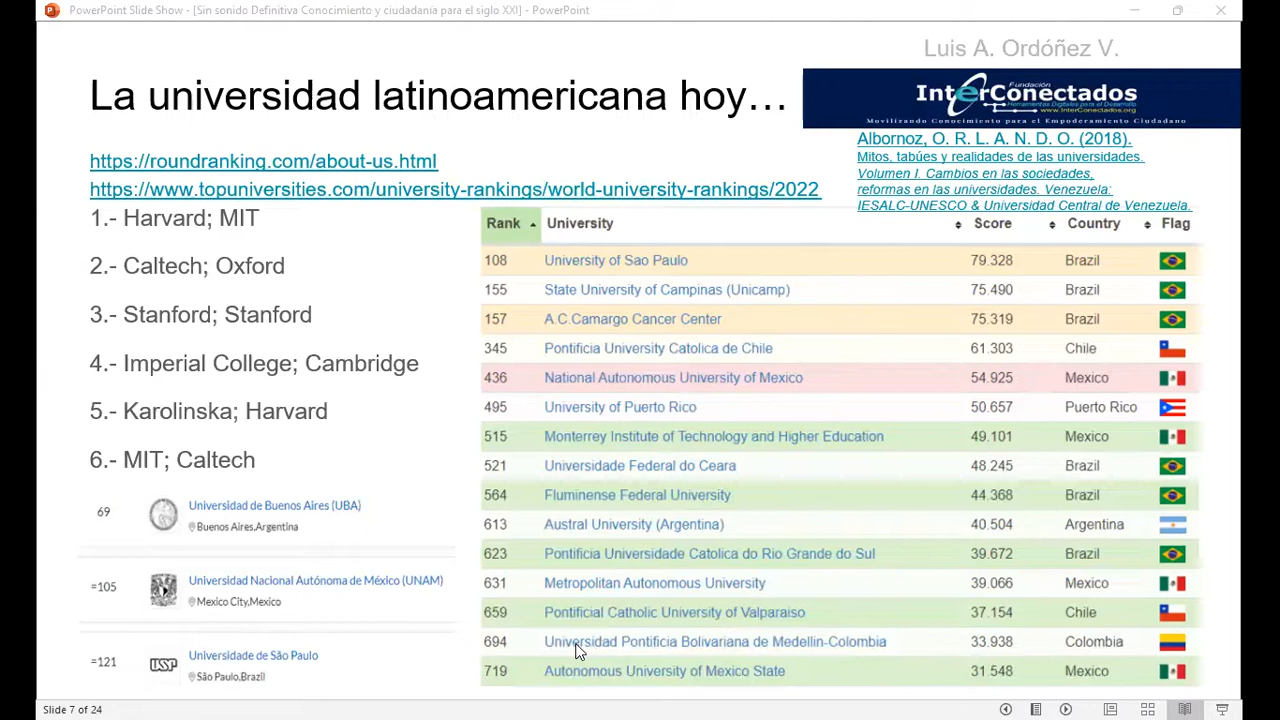 PowerPoint Slide Show - [Sin sonido Definitiva Conocimiento y ciudadanía para el siglo XXI] - PowerPoint
Luis A. Ordóñez V.
La universidad latinoamericana hoy…
Fundación
InterConectados
Herramientas Digitales para el Desarrollo
www.InterConectados.org
Movilizando Conocimiento para el Empoderamiento Ciudadano
Albornoz, O. R. L. A. N. D. O. (2018).
Mitos, tabúes y realidades de las universidades.
Volumen I. Cambios en las sociedades,
reformas en las universidades. Venezuela:
IESALC-UNESCO & Universidad Central de Venezuela.
https://roundranking.com/about-us.html
https://www.topuniversities.com/university-rankings/world-university-rankings/2022
1.- Harvard; MIT
2.- Caltech; Oxford
3.- Stanford; Stanford
4.- Imperial College; Cambridge
5.- Karolinska; Harvard
6.- MIT; Caltech
69 Universidad de Buenos Aires (UBA)
Buenos Aires,Argentina
=105 Universidad Nacional Autónoma de México (UNAM)
Mexico City,Mexico
=121 USP Universidade de São Paulo
São Paulo,Brazil
Rank University Score Country Flag
108 University of Sao Paulo 79.328 Brazil
155 State University of Campinas (Unicamp) 75.490 Brazil
157 A.C.Camargo Cancer Center 75.319 Brazil
345 Pontificia University Catolica de Chile 61.303 Chile
436 National Autonomous University of Mexico 54.925 Mexico
495 University of Puerto Rico 50.657 Puerto Rico
515 Monterrey Institute of Technology and Higher Education 49.101 Mexico
521 Universidade Federal do Ceara 48.245 Brazil
564 Fluminense Federal University 44.368 Brazil
613 Austral University (Argentina) 40.504 Argentina
623 Pontificia Universidade Catolica do Rio Grande do Sul 39.672 Brazil
631 Metropolitan Autonomous University 39.066 Mexico
659 Pontifical Catholic University of Valparaiso 37.154 Chile
694 Universidad Pontificia Bolivariana de Medellin-Colombia 33.938 Colombia
719 Autonomous University of Mexico State 31.548 Mexico
Slide 7 of 24